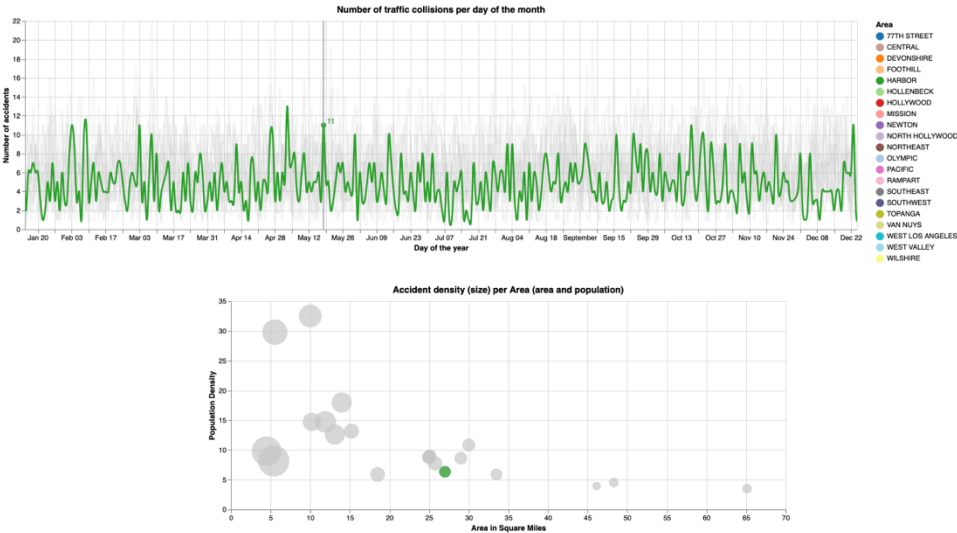 Number of traffic collisions per day of the month
22
20
18
16
14
12
10
8
6
4
2
0
Number of accidents
11
Jan 20 Feb 03 Feb 17 Mar 03 Mar 17 Mar 31 Apr 14 Apr 28 May 12 May 26 Jun 09 Jun 23 Jul 07 Jul 21 Aug 04 Aug 18 September Sep 15 Sep 29 Oct 13 Oct 27 Nov 10 Nov 24 Dec 08 Dec 22
Day of the year
Area
77TH STREET
CENTRAL
DEVONSHIRE
FOOTHILL
HARBOR
HOLLENBECK
HOLLYWOOD
MISSION
NEWTON
NORTH HOLLYWOOD
NORTHEAST
OLYMPIC
PACIFIC
RAMPART
SOUTHEAST
SOUTHWEST
TOPANGA
VAN NUYS
WEST LOS ANGELES
WEST VALLEY
WILSHIRE
Accident density (size) per Area (area and population)
35
30
25
20
15
10
5
0
Population Density
0 5 10 15 20 25 30 35 40 45 50 55 60 65 70
Area in Square Miles